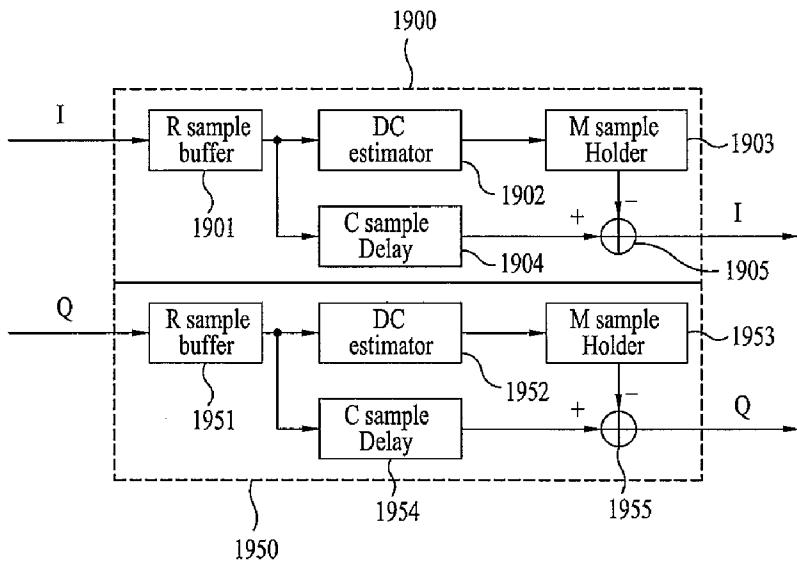 1900
I
R sample
buffer
DC
estimator
M sample
Holder
1903
1901
1902
C sample
Delay
+
−
I
1904
1905
Q
R sample
buffer
DC
estimator
M sample
Holder
1953
1951
1952
C sample
Delay
+
−
Q
1954
1955
1950